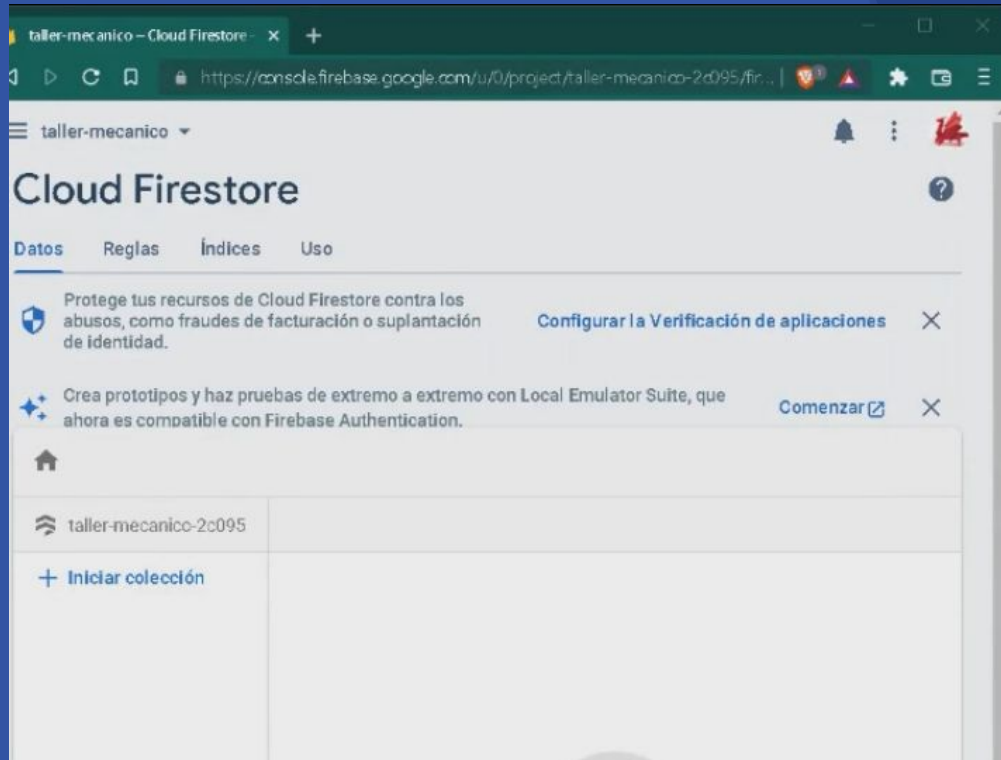 taller-mecanico – Cloud Firestore -
https://console.firebase.google.com/u/0/project/taller-mecanico-2c095/fir...
taller-mecanico
Cloud Firestore
Datos Reglas Índices Uso
Protege tus recursos de Cloud Firestore contra los
abusos, como fraudes de facturación o suplantación
de identidad.
Configurar la Verificación de aplicaciones
Crea prototipos y haz pruebas de extremo a extremo con Local Emulator Suite, que
ahora es compatible con Firebase Authentication.
Comenzar
taller-mecanico-2c095
+ Iniciar colección